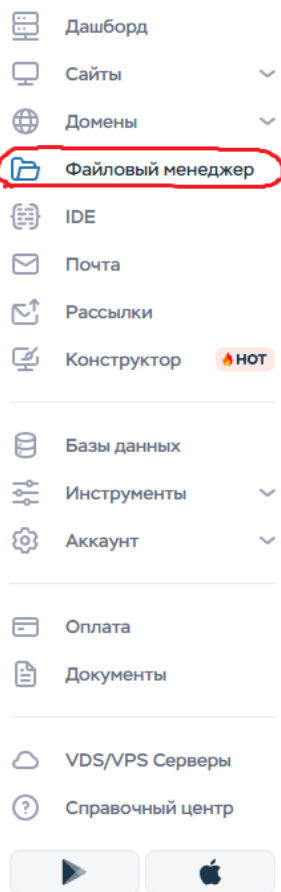 Дашборд
Сайты
Домены
Файловый менеджер
IDE
Почта
Рассылки
Конструктор HOT
Базы данных
Инструменты
Аккаунт
Оплата
Документы
VDS/VPS Серверы
Справочный центр